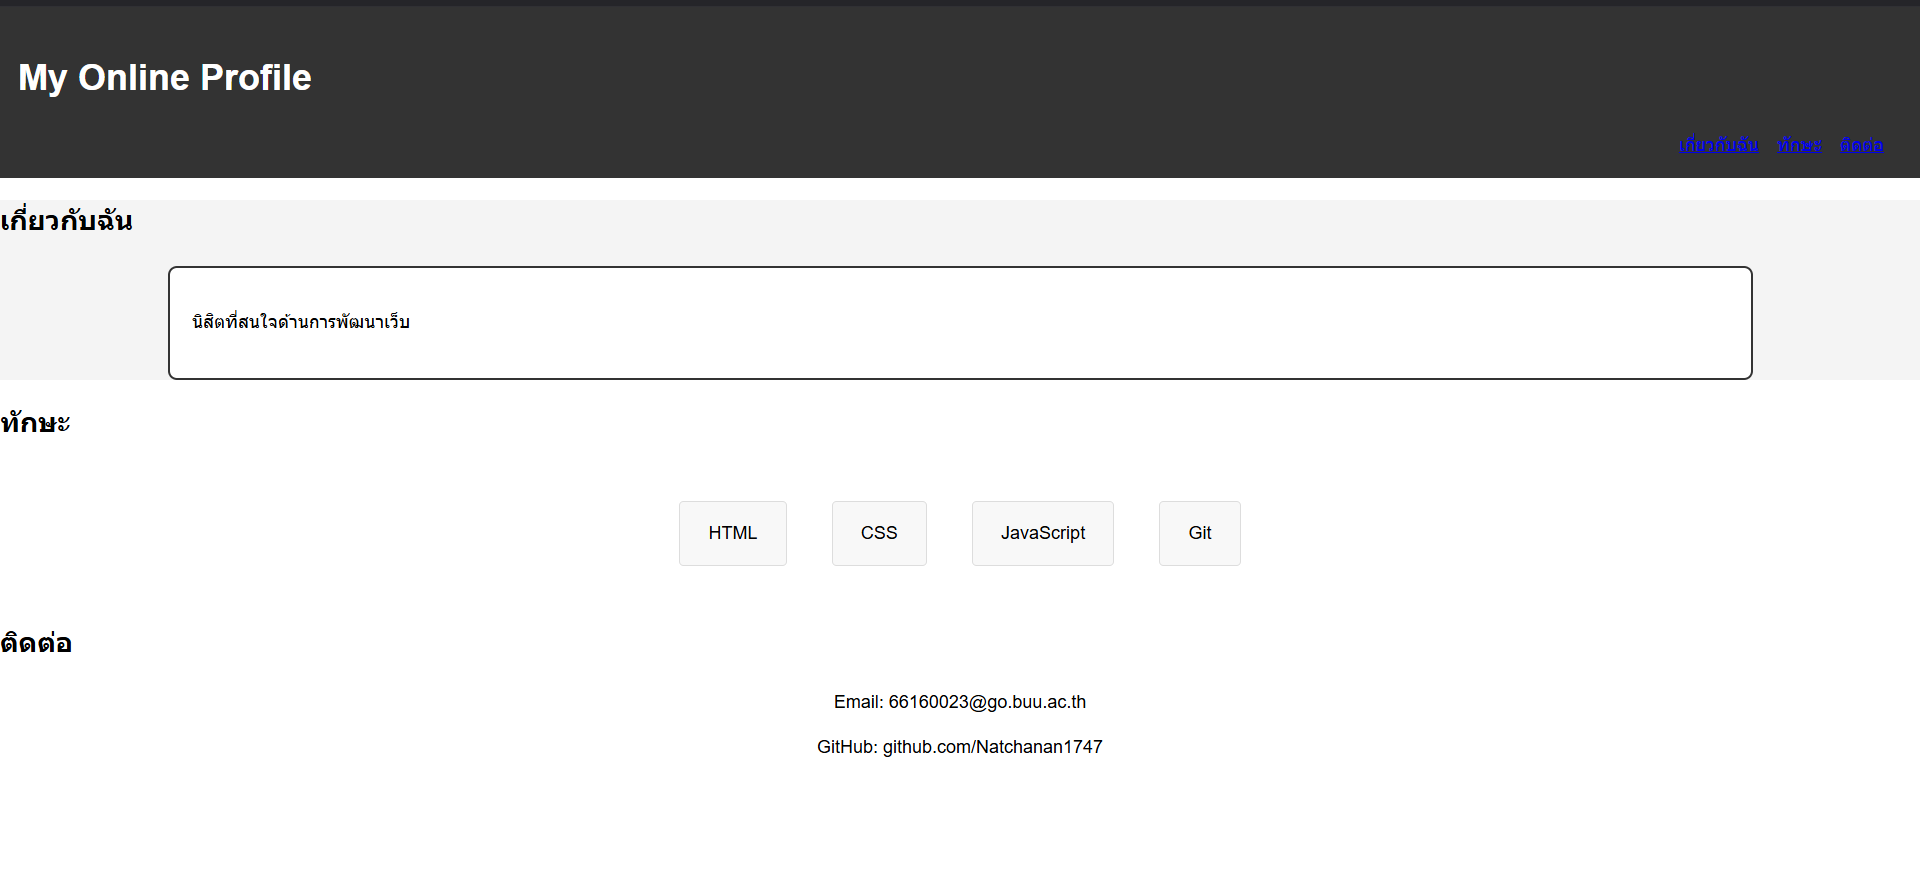 My Online Profile
เกี่ยวกับฉัน ทักษะ ติดต่อ
เกี่ยวกับฉัน
นิสิตที่สนใจด้านการพัฒนาเว็บ
ทักษะ
HTML CSS JavaScript Git
ติดต่อ
Email: 66160023@go.buu.ac.th
GitHub: github.com/Natchanan1747